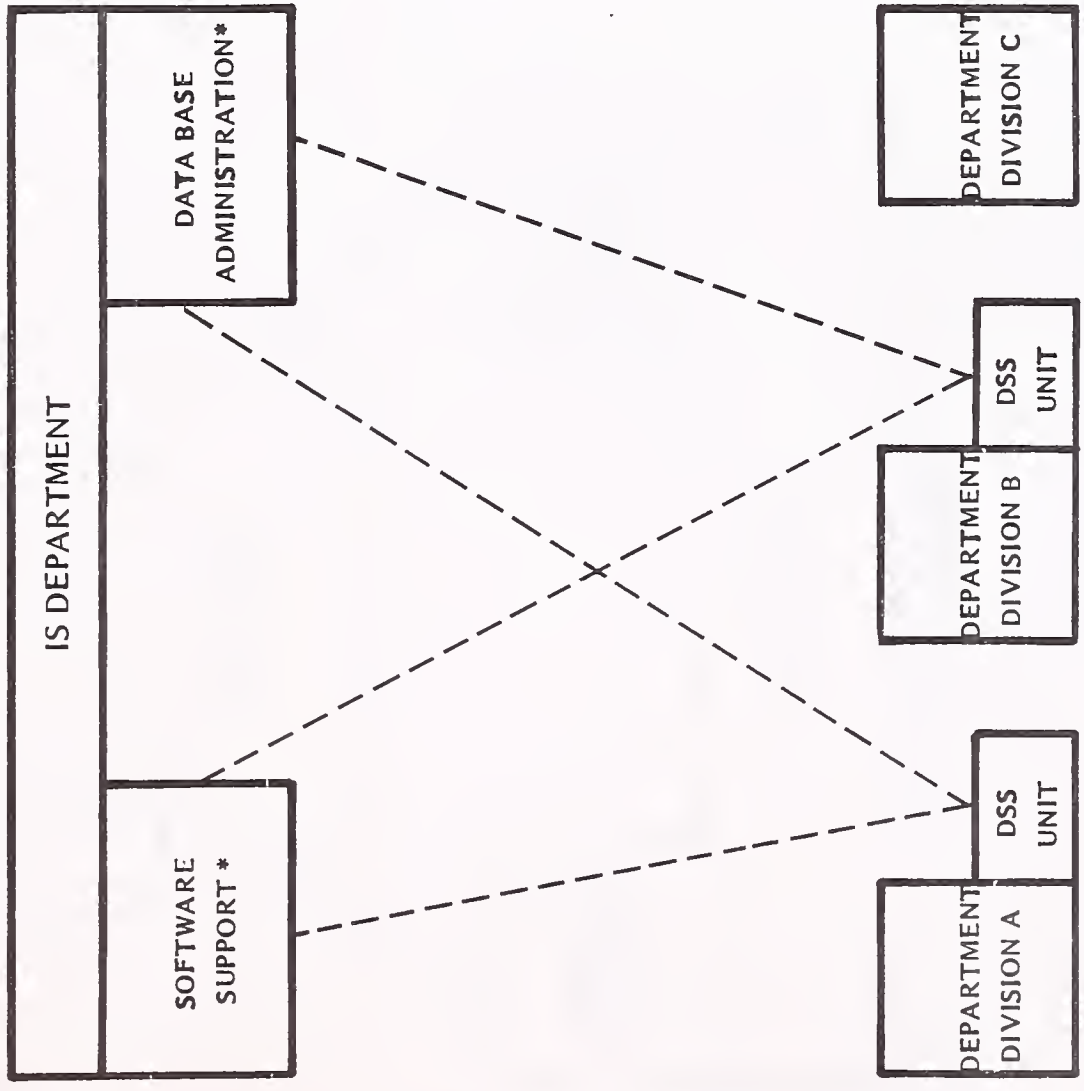 IS DEPARTMENT
SOFTWARE
SUPPORT *
DATA BASE
ADMINISTRATION*
DEPARTMENT
DIVISION A
DSS
UNIT
DEPARTMENT
DIVISION B
DSS
UNIT
DEPARTMENT
DIVISION C